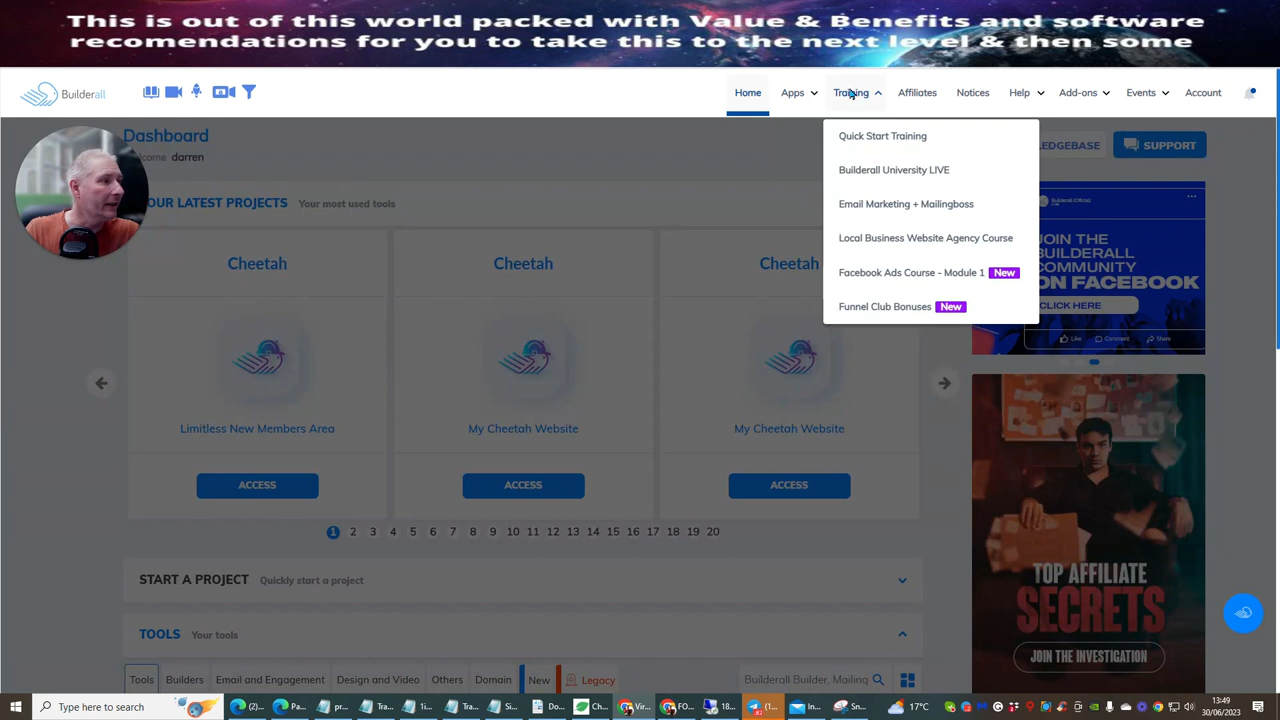 This is out of this world packed with Value & Benefits and software
recomendations for you to take this to the next level & then some
Builderall
Home
Apps
Training
Affiliates
Notices
Help
Add-ons
Events
Account
Dashboard
darren
Quick Start Training
Builderall University LIVE
Email Marketing + Mailingboss
Local Business Website Agency Course
Facebook Ads Course - Module 1 New
Funnel Club Bonuses New
SUPPORT
OUR LATEST PROJECTS Your most used tools
Cheetah
Limitless New Members Area
ACCESS
Cheetah
My Cheetah Website
ACCESS
Cheetah
My Cheetah Website
ACCESS
1 2 3 4 5 6 7 8 9 10 11 12 13 14 15 16 17 18 19 20
JOIN THE
BUILDERALL
COMMUNITY
ON FACEBOOK
CLICK HERE
Like Comment Share
TOP AFFILIATE
SECRETS
JOIN THE INVESTIGATION
START A PROJECT Quickly start a project
TOOLS Your tools
Tools Builders Email and Engagement Design and Video Others Domain New Legacy
Builderall Builder, Mailing
Type here to search
17°C
13:49
30/06/2023